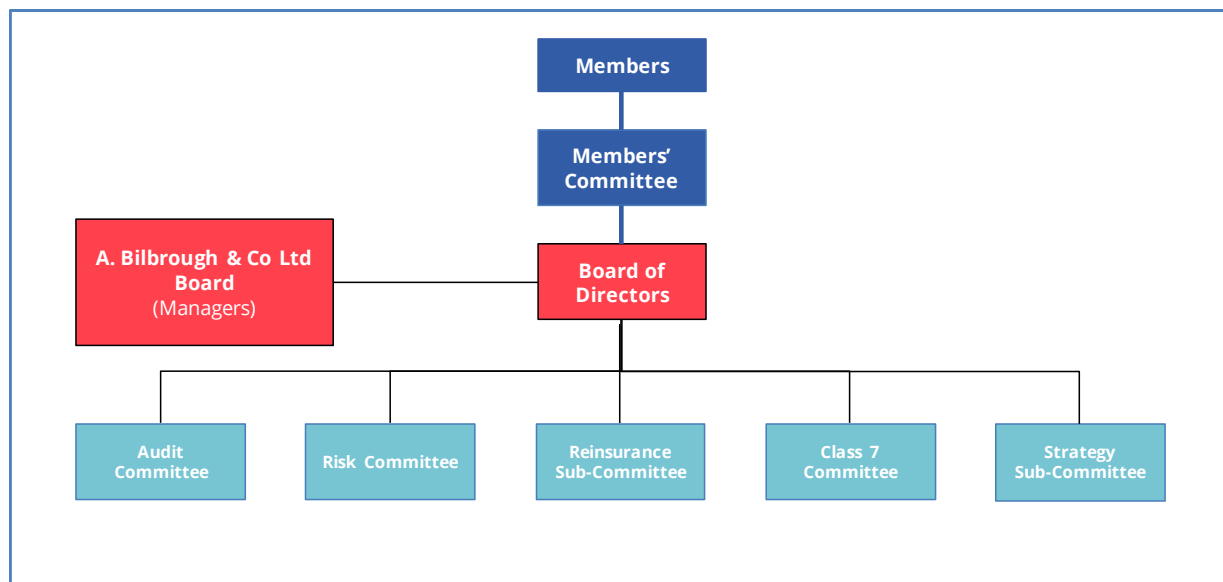 Members
Members’
Committee
A. Bilbrough & Co Ltd
Board
(Managers)
Board of
Directors
Audit
Committee
Risk Committee
Reinsurance
Sub-Committee
Class 7
Committee
Strategy
Sub-Committee